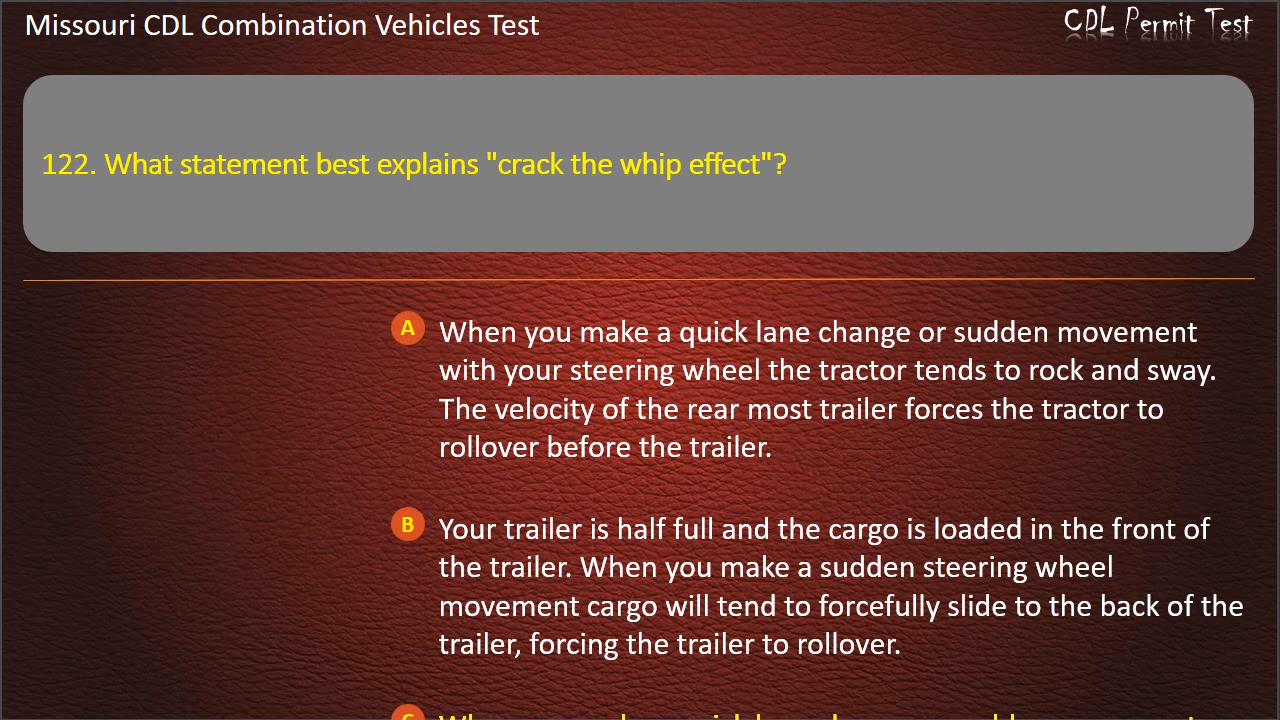 Missouri CDL Combination Vehicles Test
CDL Permit Test
122. What statement best explains "crack the whip effect"?
A When you make a quick lane change or sudden movement
with your steering wheel the tractor tends to rock and sway.
The velocity of the rear most trailer forces the tractor to
rollover before the trailer.
B Your trailer is half full and the cargo is loaded in the front of
the trailer. When you make a sudden steering wheel
movement cargo will tend to forcefully slide to the back of the
trailer, forcing the trailer to rollover.